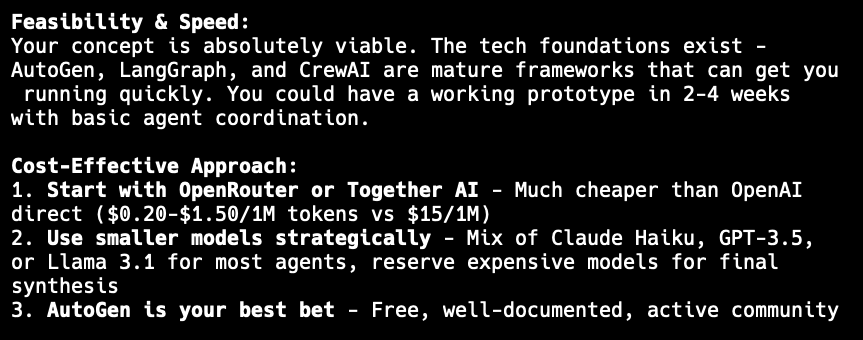 Feasibility & Speed:
Your concept is absolutely viable. The tech foundations exist -
AutoGen, LangGraph, and CrewAI are mature frameworks that can get you
running quickly. You could have a working prototype in 2-4 weeks
with basic agent coordination.
Cost-Effective Approach:
1. Start with OpenRouter or Together AI - Much cheaper than OpenAI
direct ($0.20-$1.50/1M tokens vs $15/1M)
2. Use smaller models strategically - Mix of Claude Haiku, GPT-3.5,
or Llama 3.1 for most agents, reserve expensive models for final
synthesis
3. AutoGen is your best bet - Free, well-documented, active community